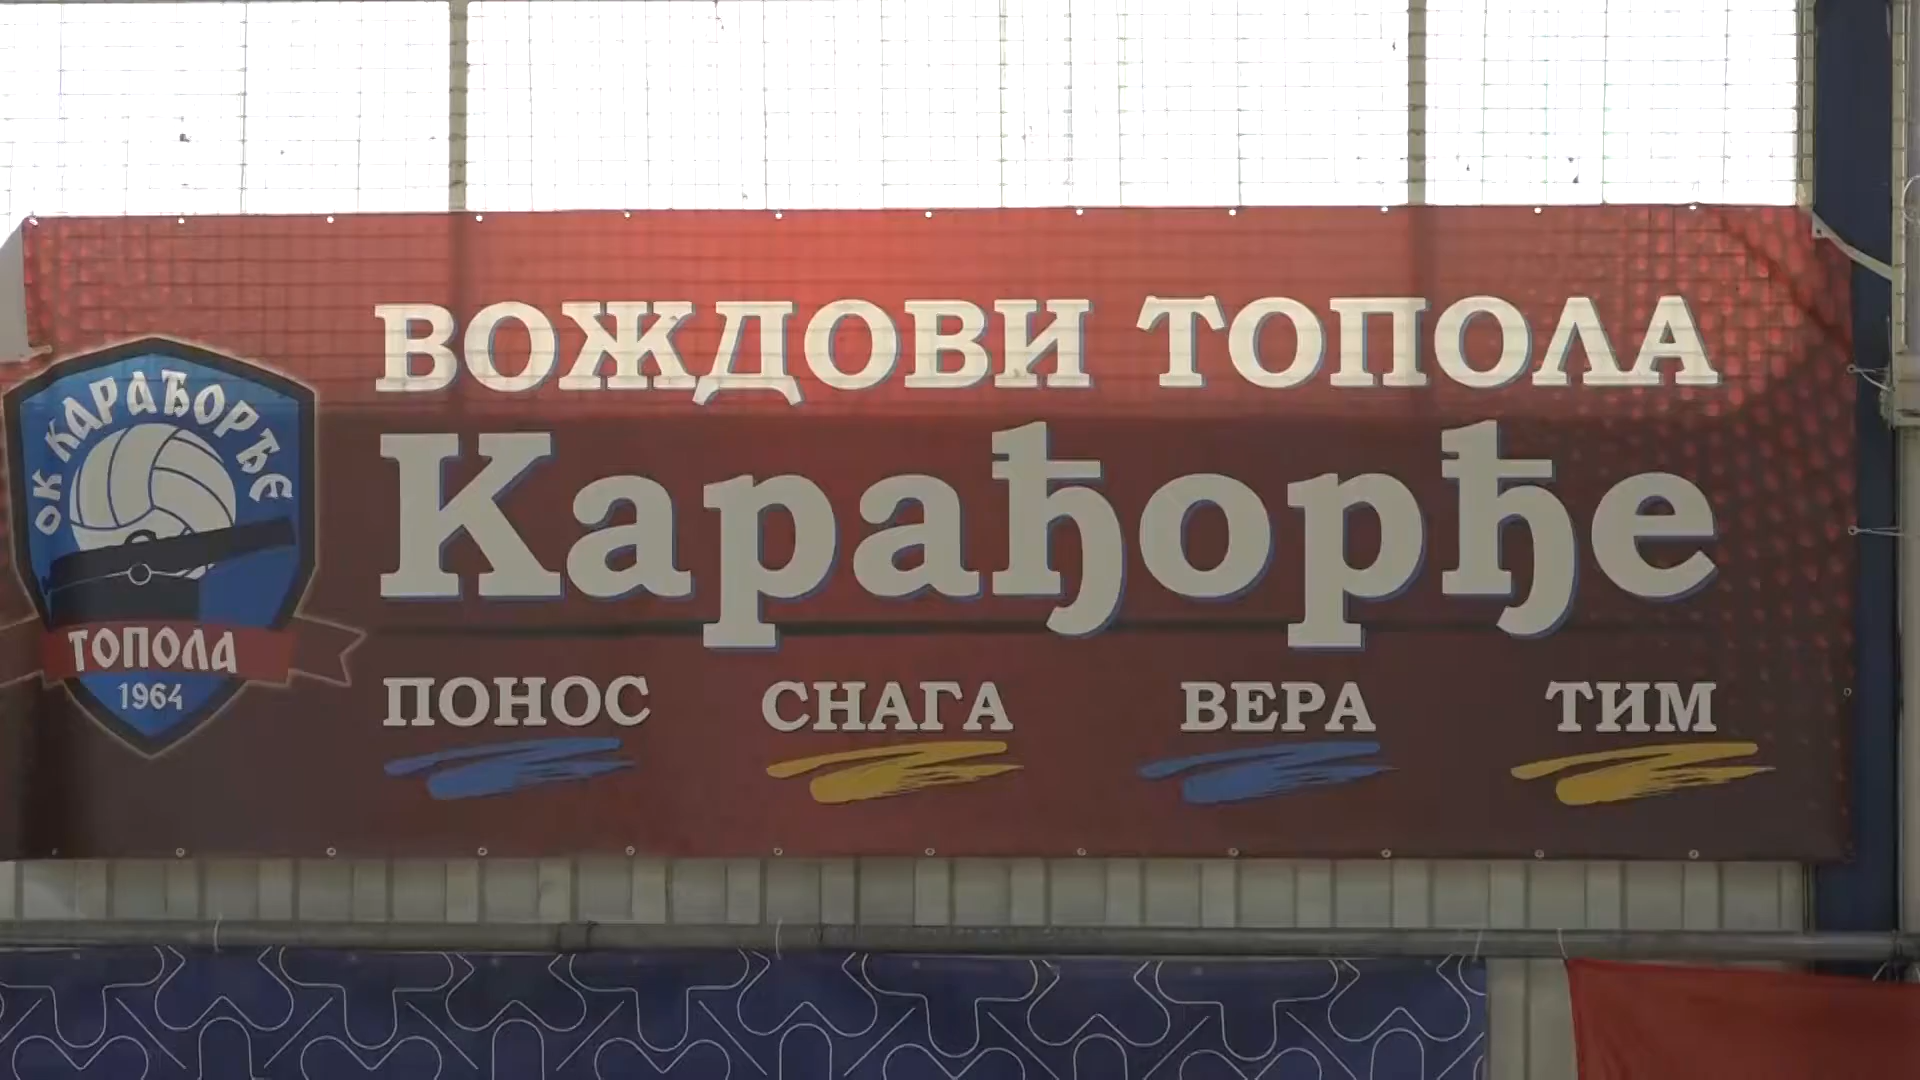 ВОЖДОВИ ТОПОЛА
Карађорђе
ПОНОС СНАГА ВЕРА ТИМ
ОК КАРАЂОРЂЕ
ТОПОЛА
1964